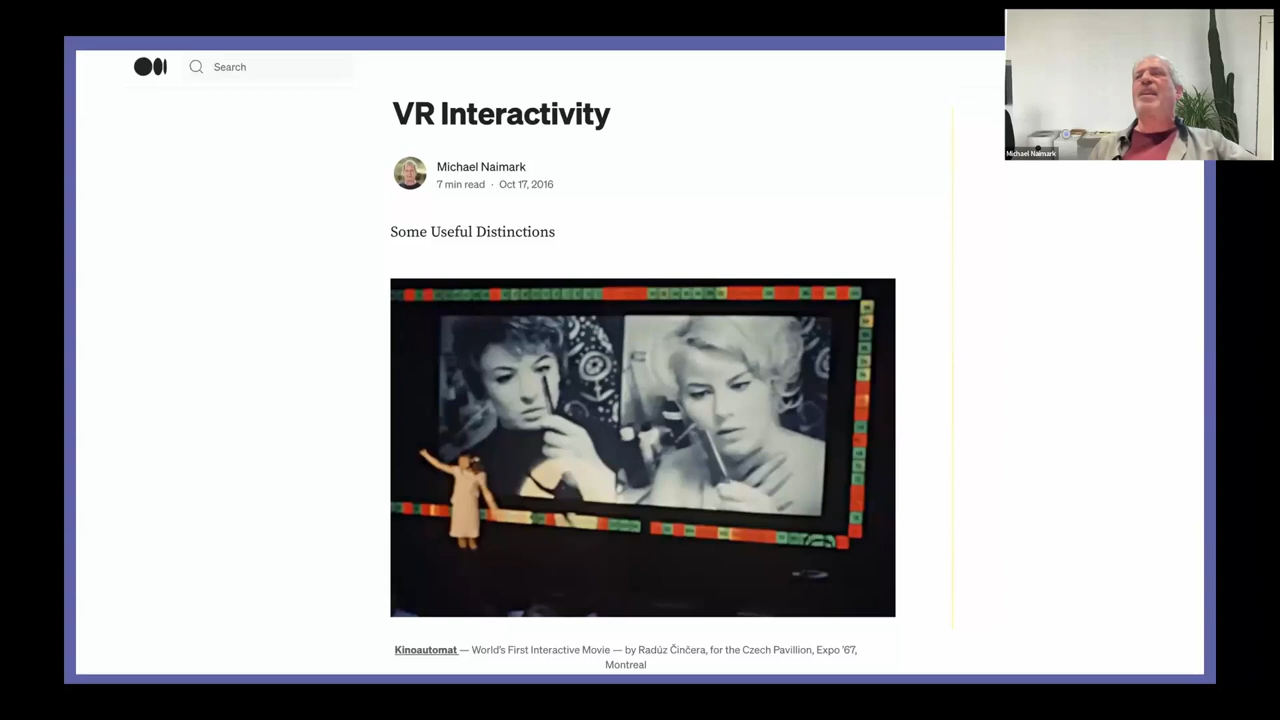 Search
VR Interactivity
Michael Naimark
7 min read · Oct 17, 2016
Some Useful Distinctions
Kinoautomat — World's First Interactive Movie — by Radúz Činčera, for the Czech Pavillion, Expo '67,
Montreal
Michael Naimark